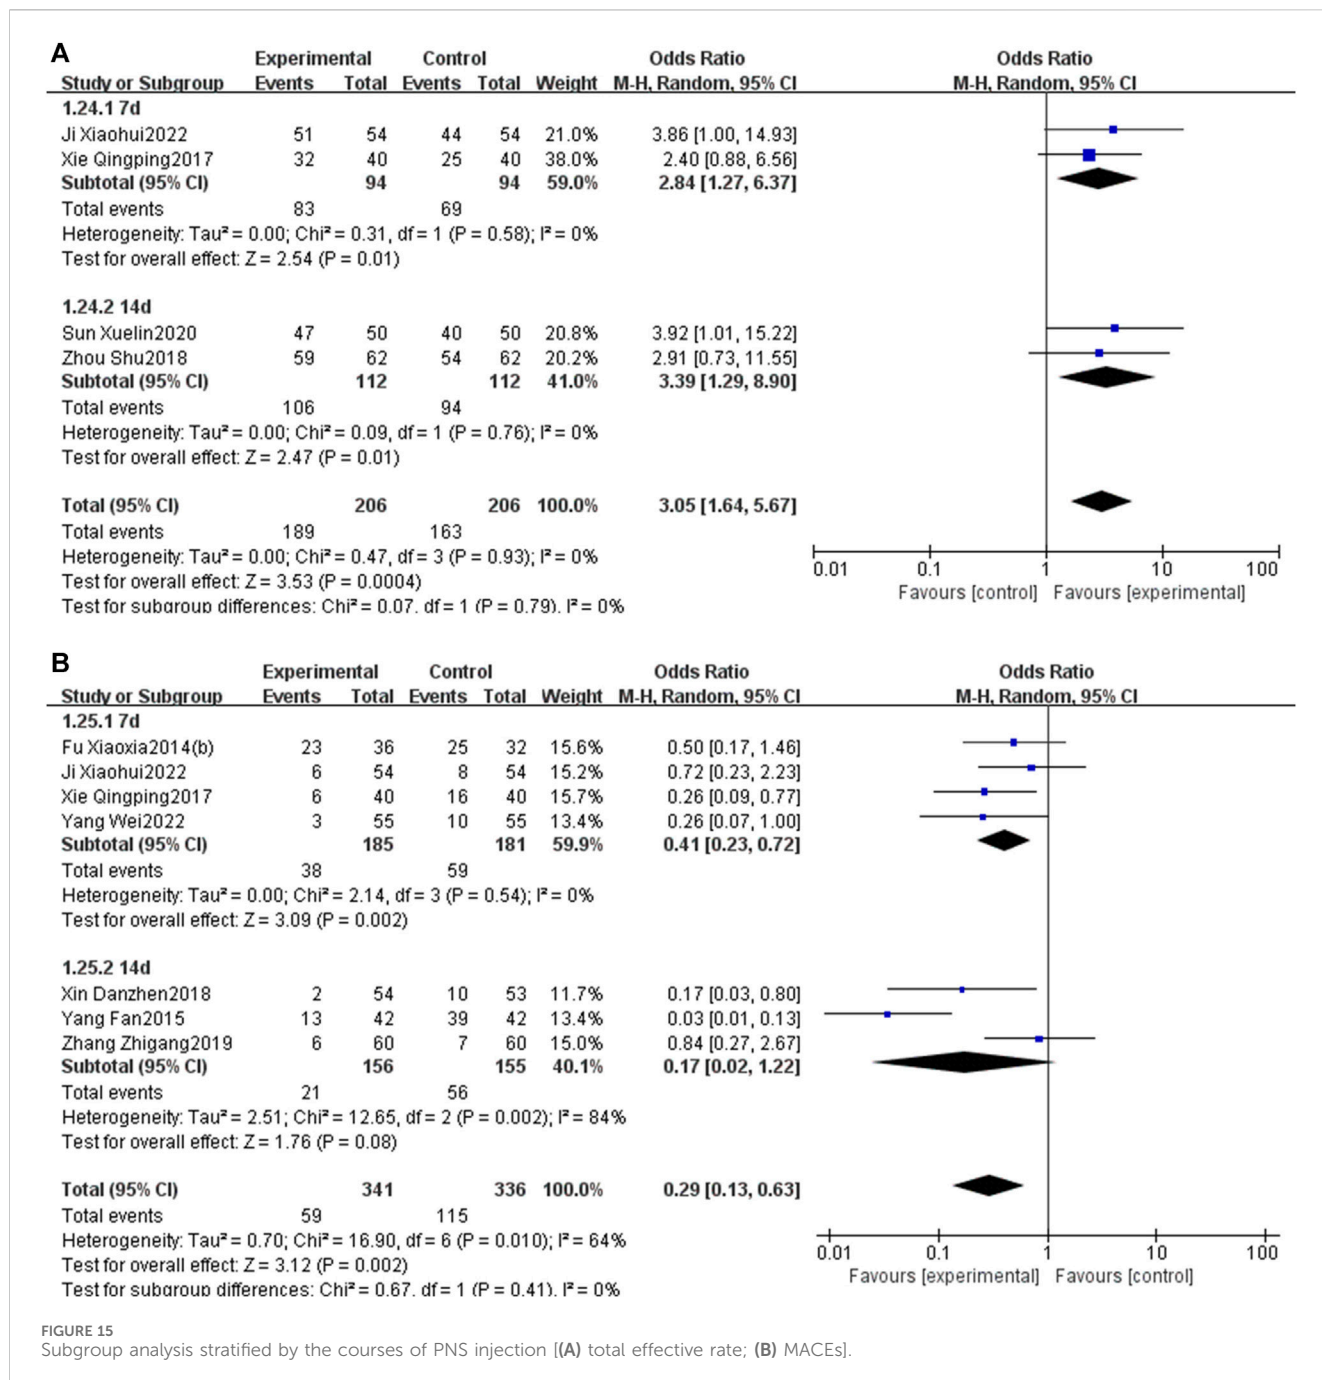 A
Experimental Control Odds Ratio Odds Ratio
Study or Subgroup Events Total Events Total Weight M-H, Random, 95% CI M-H, Random, 95% CI
1.24.1 7d
Ji Xiaohui2022 51 54 44 54 21.0% 3.86 [1.00, 14.93]
Xie Qingping2017 32 40 25 40 38.0% 2.40 [0.88, 6.56]
Subtotal (95% CI) 94 94 59.0% 2.84 [1.27, 6.37]
Total events 83 69
Heterogeneity: Tau² = 0.00; Chi² = 0.31, df = 1 (P = 0.58); I² = 0%
Test for overall effect: Z = 2.54 (P = 0.01)
1.24.2 14d
Sun Xuelin2020 47 50 40 50 20.8% 3.92 [1.01, 15.22]
Zhou Shu2018 59 62 54 62 20.2% 2.91 [0.73, 11.55]
Subtotal (95% CI) 112 112 41.0% 3.39 [1.29, 8.90]
Total events 106 94
Heterogeneity: Tau² = 0.00; Chi² = 0.09, df = 1 (P = 0.76); I² = 0%
Test for overall effect: Z = 2.47 (P = 0.01)
Total (95% CI) 206 206 100.0% 3.05 [1.64, 5.67]
Total events 189 163
Heterogeneity: Tau² = 0.00; Chi² = 0.47, df = 3 (P = 0.93); I² = 0%
Test for overall effect: Z = 3.53 (P = 0.0004)
Test for subgroup differences: Chi² = 0.07, df = 1 (P = 0.79), I² = 0%
0.01 0.1 1 10 100
Favours [control] Favours [experimental]
B
Experimental Control Odds Ratio Odds Ratio
Study or Subgroup Events Total Events Total Weight M-H, Random, 95% CI M-H, Random, 95% CI
1.25.1 7d
Fu Xiaoxia2014(b) 23 36 25 32 15.6% 0.50 [0.17, 1.46]
Ji Xiaohui2022 6 54 8 54 15.2% 0.72 [0.23, 2.23]
Xie Qingping2017 6 40 16 40 15.7% 0.26 [0.09, 0.77]
Yang Wei2022 3 55 10 55 13.4% 0.26 [0.07, 1.00]
Subtotal (95% CI) 185 181 59.9% 0.41 [0.23, 0.72]
Total events 38 59
Heterogeneity: Tau² = 0.00; Chi² = 2.14, df = 3 (P = 0.54); I² = 0%
Test for overall effect: Z = 3.09 (P = 0.002)
1.25.2 14d
Xin Danzhen2018 2 54 10 53 11.7% 0.17 [0.03, 0.80]
Yang Fan2015 13 42 39 42 13.4% 0.03 [0.01, 0.13]
Zhang Zhigang2019 6 60 7 60 15.0% 0.84 [0.27, 2.67]
Subtotal (95% CI) 156 155 40.1% 0.17 [0.02, 1.22]
Total events 21 56
Heterogeneity: Tau² = 2.51; Chi² = 12.65, df = 2 (P = 0.002); I² = 84%
Test for overall effect: Z = 1.76 (P = 0.08)
Total (95% CI) 341 336 100.0% 0.29 [0.13, 0.63]
Total events 59 115
Heterogeneity: Tau² = 0.70; Chi² = 16.90, df = 6 (P = 0.010); I² = 64%
Test for overall effect: Z = 3.12 (P = 0.002)
Test for subgroup differences: Chi² = 0.67, df = 1 (P = 0.41), I² = 0%
0.01 0.1 1 10 100
Favours [experimental] Favours [control]
FIGURE 15
Subgroup analysis stratified by the courses of PNS injection [(A) total effective rate; (B) MACEs].